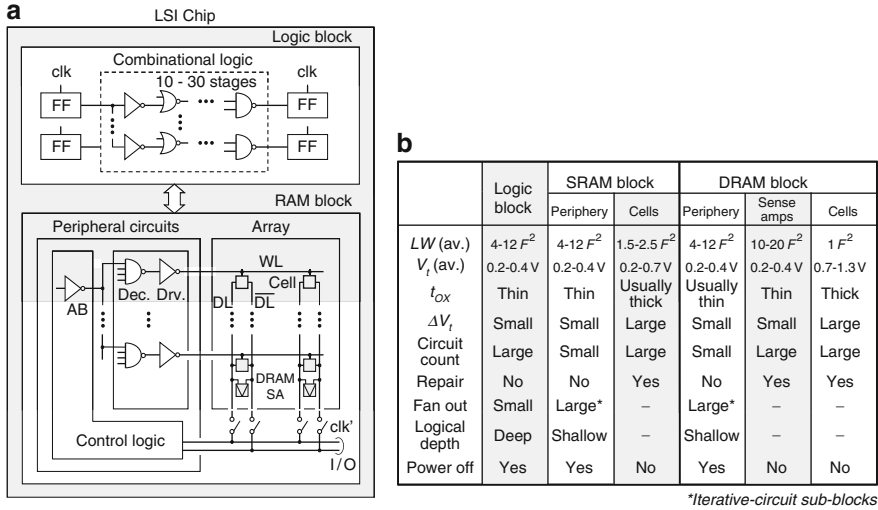 a
LSI Chip
Logic block
Combinational logic
clk
10 - 30 stages
clk
FF
FF
FF
FF
RAM block
Peripheral circuits
Array
WL
Cell
AB
Dec.
Drv.
DL
DL
DRAM
SA
clk'
Control logic
I/O
b
Logic block
SRAM block
DRAM block
Periphery
Cells
Periphery
Sense amps
Cells
LW (av.) 4-12 F² 4-12 F² 1.5-2.5 F² 4-12 F² 10-20 F² 1 F²
Vt (av.) 0.2-0.4 V 0.2-0.4 V 0.2-0.7 V 0.2-0.4 V 0.2-0.4 V 0.7-1.3 V
tOX Thin Thin Usually thick Usually thin Thin Thick
ΔVt Small Small Large Small Small Large
Circuit count Large Small Large Small Large Large
Repair No No Yes No Yes Yes
Fan out Small Large* – Large* – –
Logical depth Deep Shallow – Shallow – –
Power off Yes Yes No Yes No No
*Iterative-circuit sub-blocks